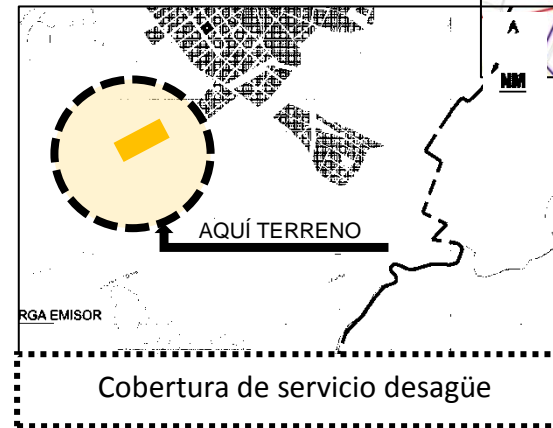 A
NM
AQUÍ TERRENO
RGA EMISOR
Cobertura de servicio desagüe